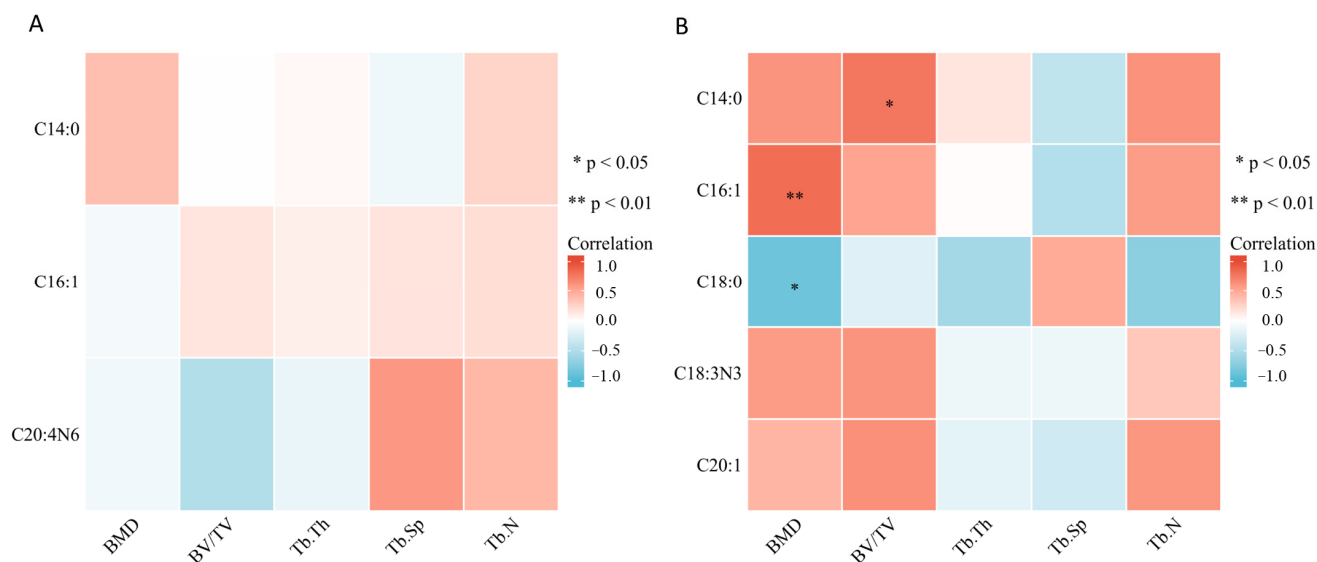 A
C14:0
C16:1
C20:4N6
BMD
BV/TV
Tb.Th
Tb.Sp
Tb.N
* p < 0.05
** p < 0.01
Correlation
1.0
0.5
0.0
−0.5
−1.0
B
C14:0
*
C16:1
**
C18:0
*
C18:3N3
C20:1
BMD
BV/TV
Tb.Th
Tb.Sp
Tb.N
* p < 0.05
** p < 0.01
Correlation
1.0
0.5
0.0
−0.5
−1.0